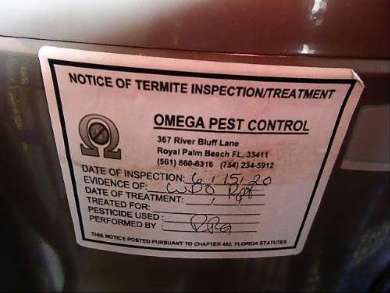 NOTICE OF TERMITE INSPECTION/TREATMENT
OMEGA PEST CONTROL
367 River Bluff Lane
Royal Palm Beach FL, 33411
(561) 860-6316 (754) 234-5912
DATE OF INSPECTION: 6, 15, 20
EVIDENCE OF: WDO Rpt
DATE OF TREATMENT:
TREATED FOR:
PESTICIDE USED:
PERFORMED BY
THIS NOTICE POSTED PURSUANT TO CHAPTER 482, FLORIDA STATUTES